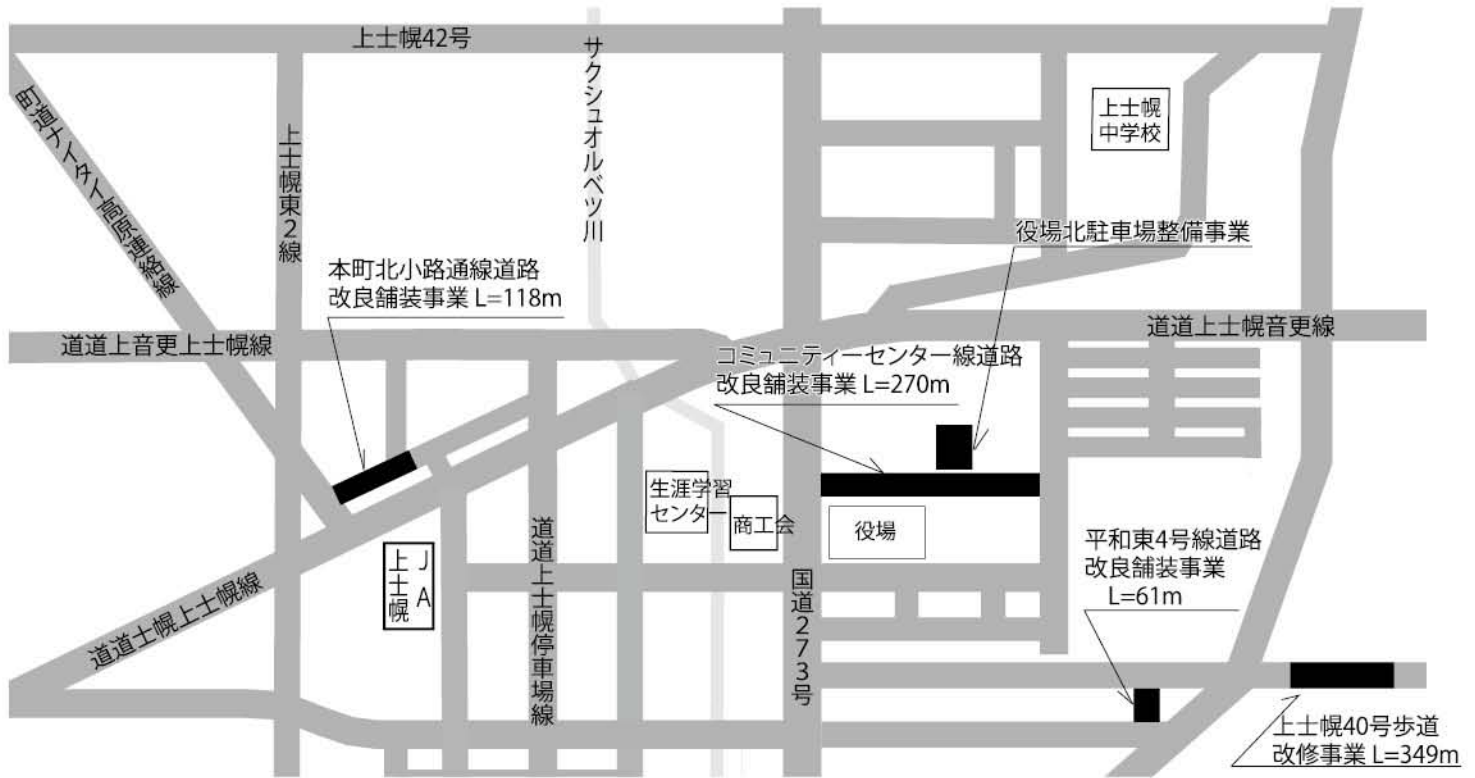 上士幌42号
サクシュオルベツ川
町道ナイタイ高原連絡線
上士幌東2線
上士幌
中学校
役場北駐車場整備事業
本町北小路通線道路
改良舗装事業 L=118m
道道上音更上士幌線
道道上士幌音更線
コミュニティーセンター線道路
改良舗装事業 L=270m
生涯学習
センター
商工会
役場
JA
上士幌
道道上士幌停車場線
国道273号
平和東4号線道路
改良舗装事業
L=61m
道道士幌上士幌線
上士幌40号歩道
改修事業 L=349m